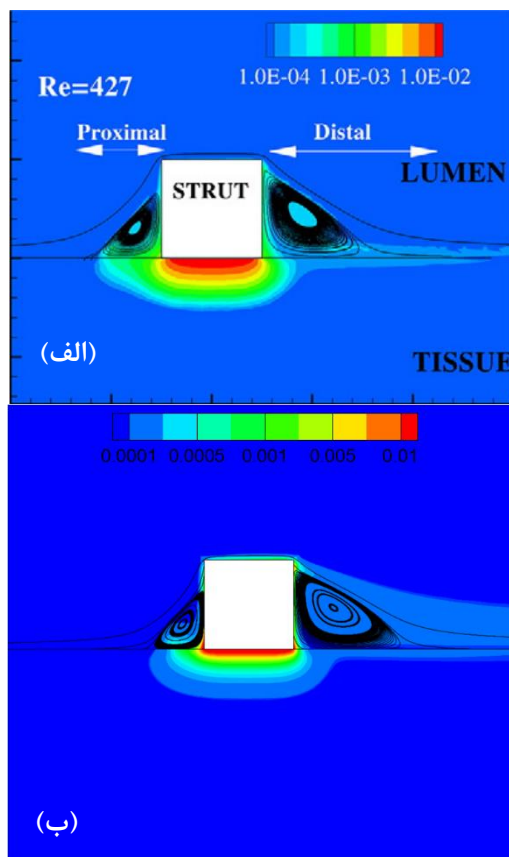 Re=427
1.0E-04 1.0E-03 1.0E-02
Proximal
Distal
LUMEN
STRUT
(الف)
TISSUE
0.0001 0.0005 0.001 0.005 0.01
(ب)